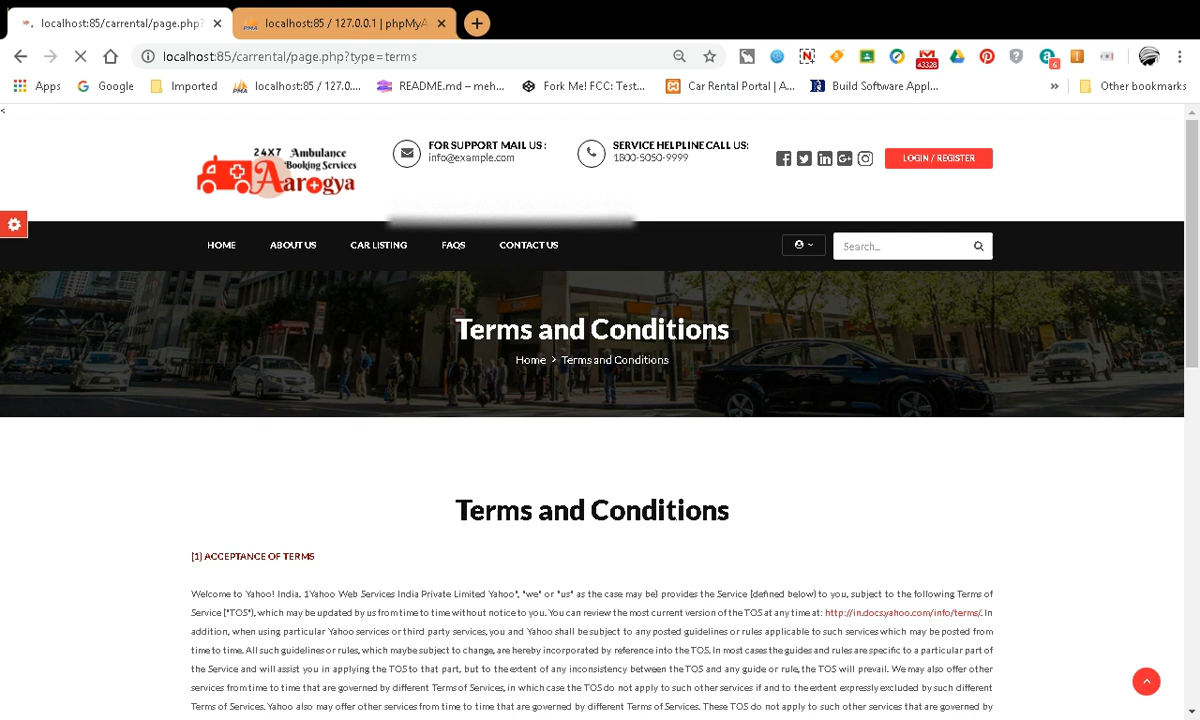 localhost:85/carrental/page.php?
localhost:85 / 127.0.0.1 | phpMyA
localhost:85/carrental/page.php?type=terms
43328
6
Apps
Google
Imported
localhost:85 / 127.0....
README.md – meh...
Fork Me! FCC: Test...
Car Rental Portal | A...
Build Software Appl...
»
Other bookmarks
<
24X7 Ambulance
Booking Services
Aarogya
FOR SUPPORT MAIL US :
info@example.com
SERVICE HELPLINE CALL US:
1800-5050-9999
LOGIN / REGISTER
HOME
ABOUT US
CAR LISTING
FAQS
CONTACT US
Search...
Terms and Conditions
Home > Terms and Conditions
Terms and Conditions
(1) ACCEPTANCE OF TERMS
Welcome to Yahoo! India. 1Yahoo Web Services India Private Limited Yahoo", "we" or "us" as the case may be) provides the Service (defined below) to you, subject to the following Terms of
Service ("TOS"), which may be updated by us from time to time without notice to you. You can review the most current version of the TOS at any time at: http://in.docs.yahoo.com/info/terms/. In
addition, when using particular Yahoo services or third party services, you and Yahoo shall be subject to any posted guidelines or rules applicable to such services which may be posted from
time to time. All such guidelines or rules, which maybe subject to change, are hereby incorporated by reference into the TOS. In most cases the guides and rules are specific to a particular part of
the Service and will assist you in applying the TOS to that part, but to the extent of any inconsistency between the TOS and any guide or rule, the TOS will prevail. We may also offer other
services from time to time that are governed by different Terms of Services, in which case the TOS do not apply to such other services if and to the extent expressly excluded by such different
Terms of Services. Yahoo also may offer other services from time to time that are governed by different Terms of Services. These TOS do not apply to such other services that are governed by